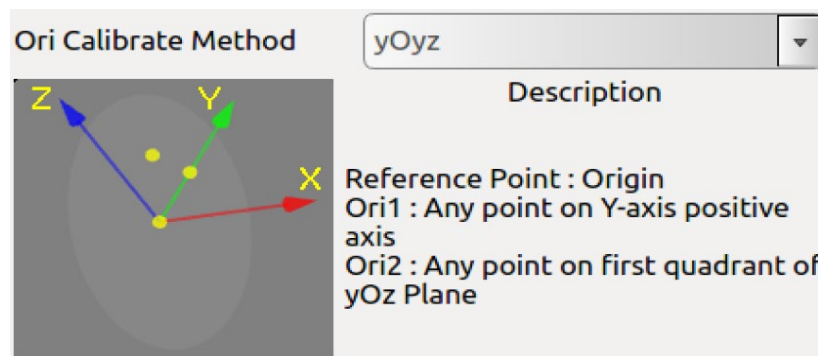 Ori Calibrate Method
yOyz
Z
Y
X
Description
Reference Point : Origin
Ori1 : Any point on Y-axis positive
axis
Ori2 : Any point on first quadrant of
yOz Plane